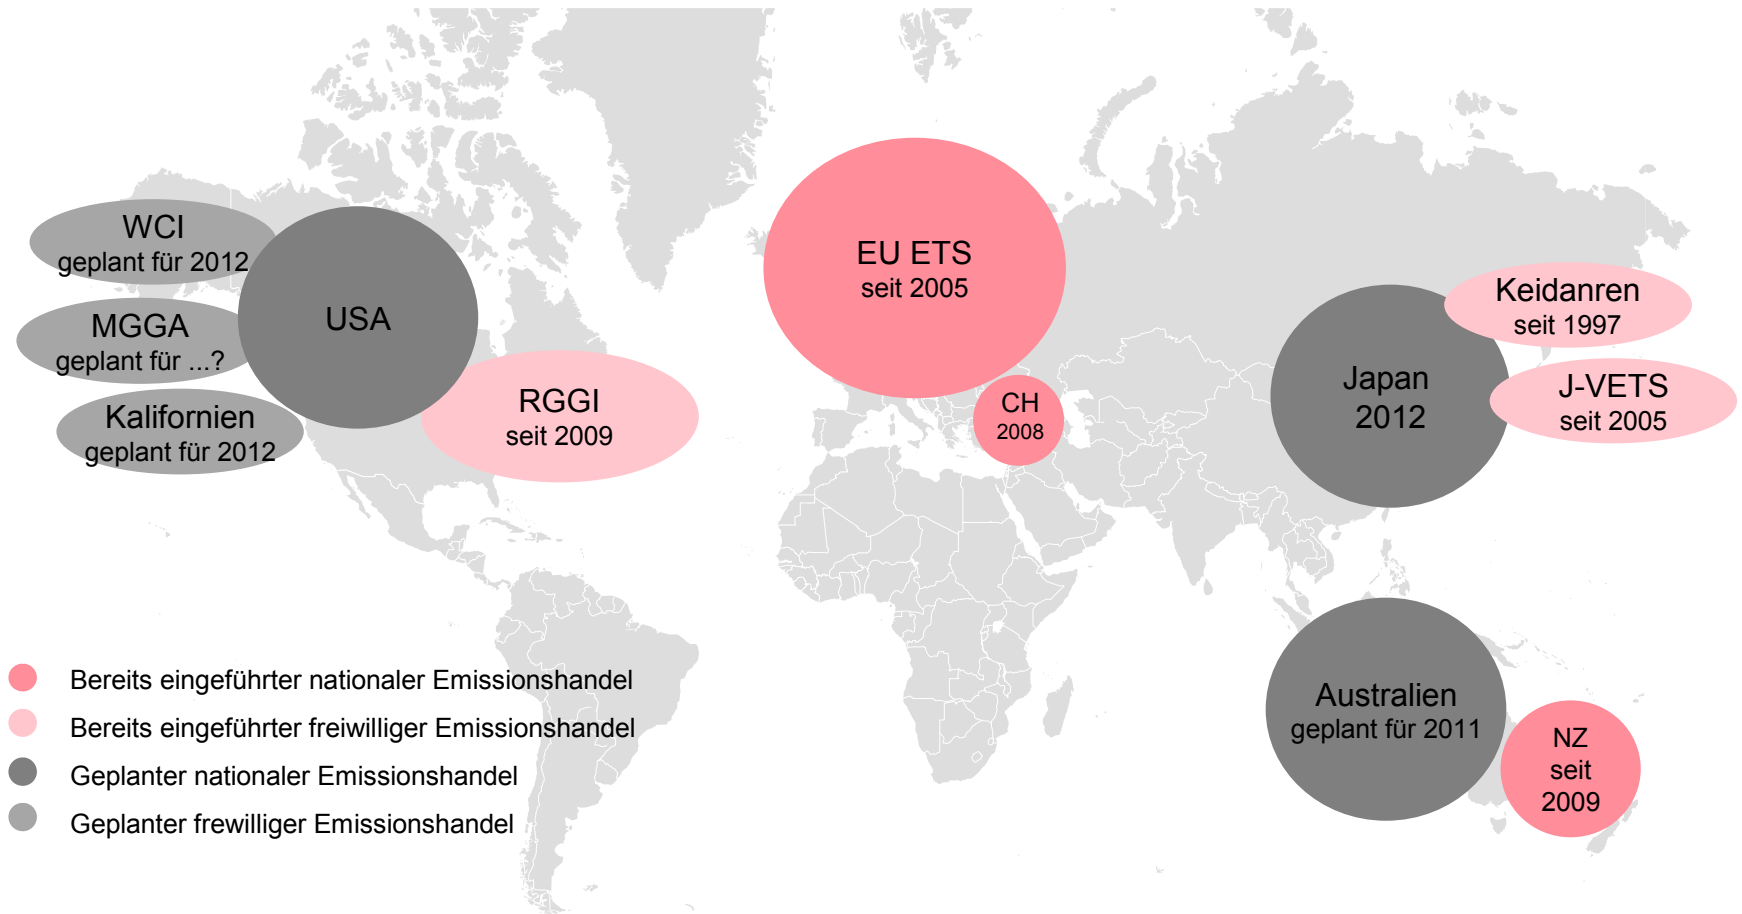 WCI
geplant für 2012
MGGA
geplant für ...?
Kalifornien
geplant für 2012
USA
RGGI
seit 2009
EU ETS
seit 2005
CH
2008
Japan
2012
Keidanren
seit 1997
J-VETS
seit 2005
Australien
geplant für 2011
NZ
seit
2009
Bereits eingeführter nationaler Emissionshandel
Bereits eingeführter freiwilliger Emissionshandel
Geplanter nationaler Emissionshandel
Geplanter frewilliger Emissionshandel